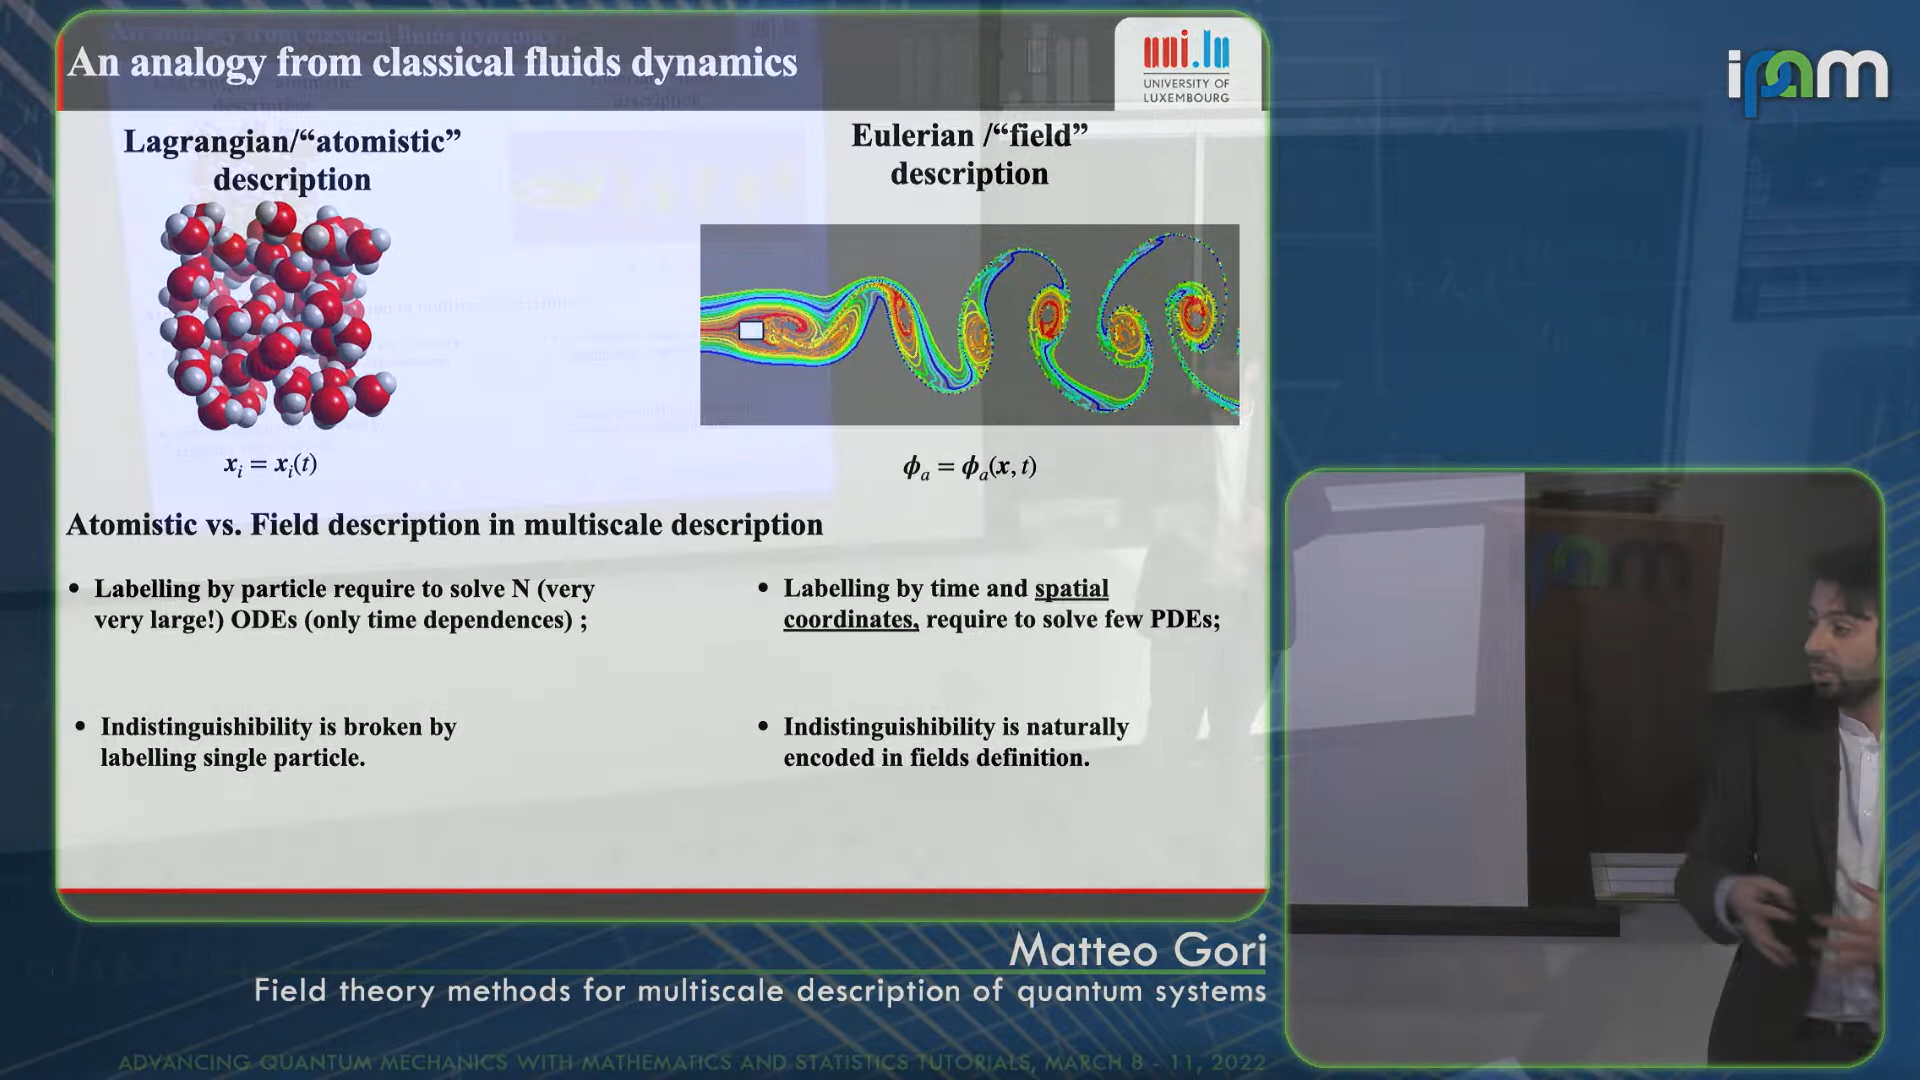 An analogy from classical fluids dynamics
uni.lu
UNIVERSITY OF
LUXEMBOURG
ipam
Lagrangian/“atomistic”
description
Eulerian /“field”
description
xᵢ = xᵢ(t)
ϕₐ = ϕₐ(x, t)
Atomistic vs. Field description in multiscale description
• Labelling by particle require to solve N (very
very large!) ODEs (only time dependences) ;
• Labelling by time and spatial
coordinates, require to solve few PDEs;
• Indistinguishibility is broken by
labelling single particle.
• Indistinguishibility is naturally
encoded in fields definition.
Matteo Gori
Field theory methods for multiscale description of quantum systems
ADVANCING QUANTUM MECHANICS WITH MATHEMATICS AND STATISTICS TUTORIALS, MARCH 8 - 11, 2022